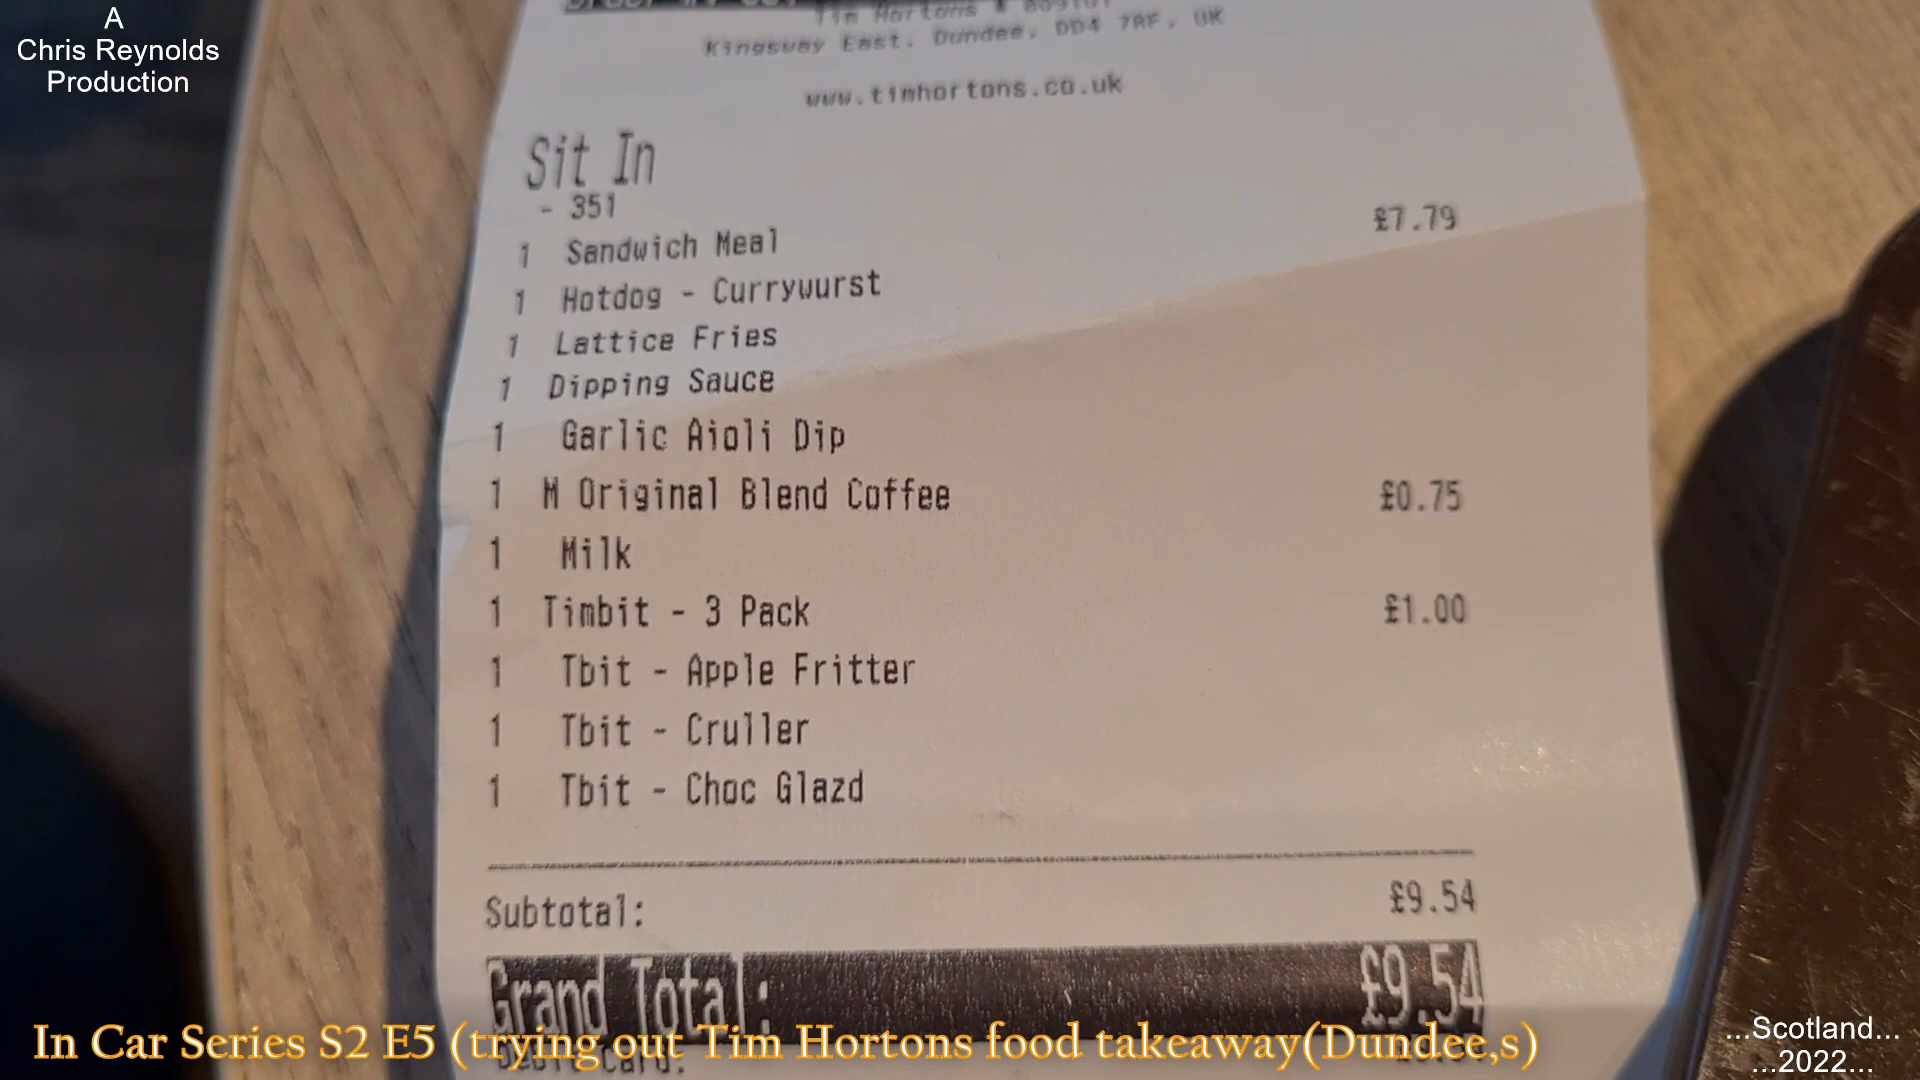 A
Chris Reynolds
Production
Tim Hortons #
Kingsway East, Dundee, DD4 7RF, UK
www.timhortons.co.uk
Sit In
- 351
1 Sandwich Meal £7.79
1 Hotdog - Currywurst
1 Lattice Fries
1 Dipping Sauce
1 Garlic Aioli Dip
1 M Original Blend Coffee £0.75
1 Milk
1 Timbit - 3 Pack £1.00
1 Tbit - Apple Fritter
1 Tbit - Cruller
1 Tbit - Choc Glazd
Subtotal: £9.54
Grand Total: £9.54
Card:
In Car Series S2 E5 (trying out Tim Hortons food takeaway(Dundee,s)
...Scotland...
...2022...